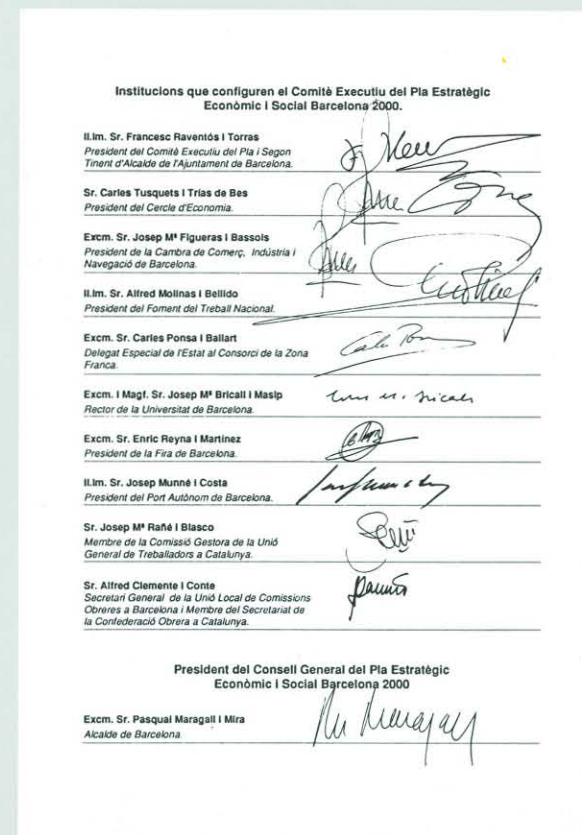 Institucions que configuren el Comitè Executiu del Pla Estratègic
Econòmic i Social Barcelona 2000.
Il.lm. Sr. Francesc Raventós i Torras
President del Comitè Executiu del Pla i Segon
Tinent d'Alcalde de l'Ajuntament de Barcelona.
Sr. Carles Tusquets i Trias de Bes
President del Cercle d'Economia.
Excm. Sr. Josep Mª Figueras i Bassols
President de la Cambra de Comerç, Indústria i
Navegació de Barcelona.
Il.lm. Sr. Alfred Molinas i Bellido
President del Foment del Treball Nacional.
Excm. Sr. Carles Ponsa i Ballart
Delegat Especial de l'Estat al Consorci de la Zona
Franca.
Excm. i Magf. Sr. Josep Mª Bricall i Masip
Rector de la Universitat de Barcelona.
Excm. Sr. Enric Reyna i Martínez
President de la Fira de Barcelona.
Il.lm. Sr. Josep Munné i Costa
President del Port Autònom de Barcelona.
Sr. Josep Mª Rañé i Blasco
Membre de la Comissió Gestora de la Unió
General de Treballadors a Catalunya.
Sr. Alfred Clemente i Conte
Secretari General de la Unió Local de Comissions
Obreres a Barcelona i Membre del Secretariat de
la Confederació Obrera a Catalunya.
President del Consell General del Pla Estratègic
Econòmic i Social Barcelona 2000
Excm. Sr. Pasqual Maragall i Mira
Alcalde de Barcelona